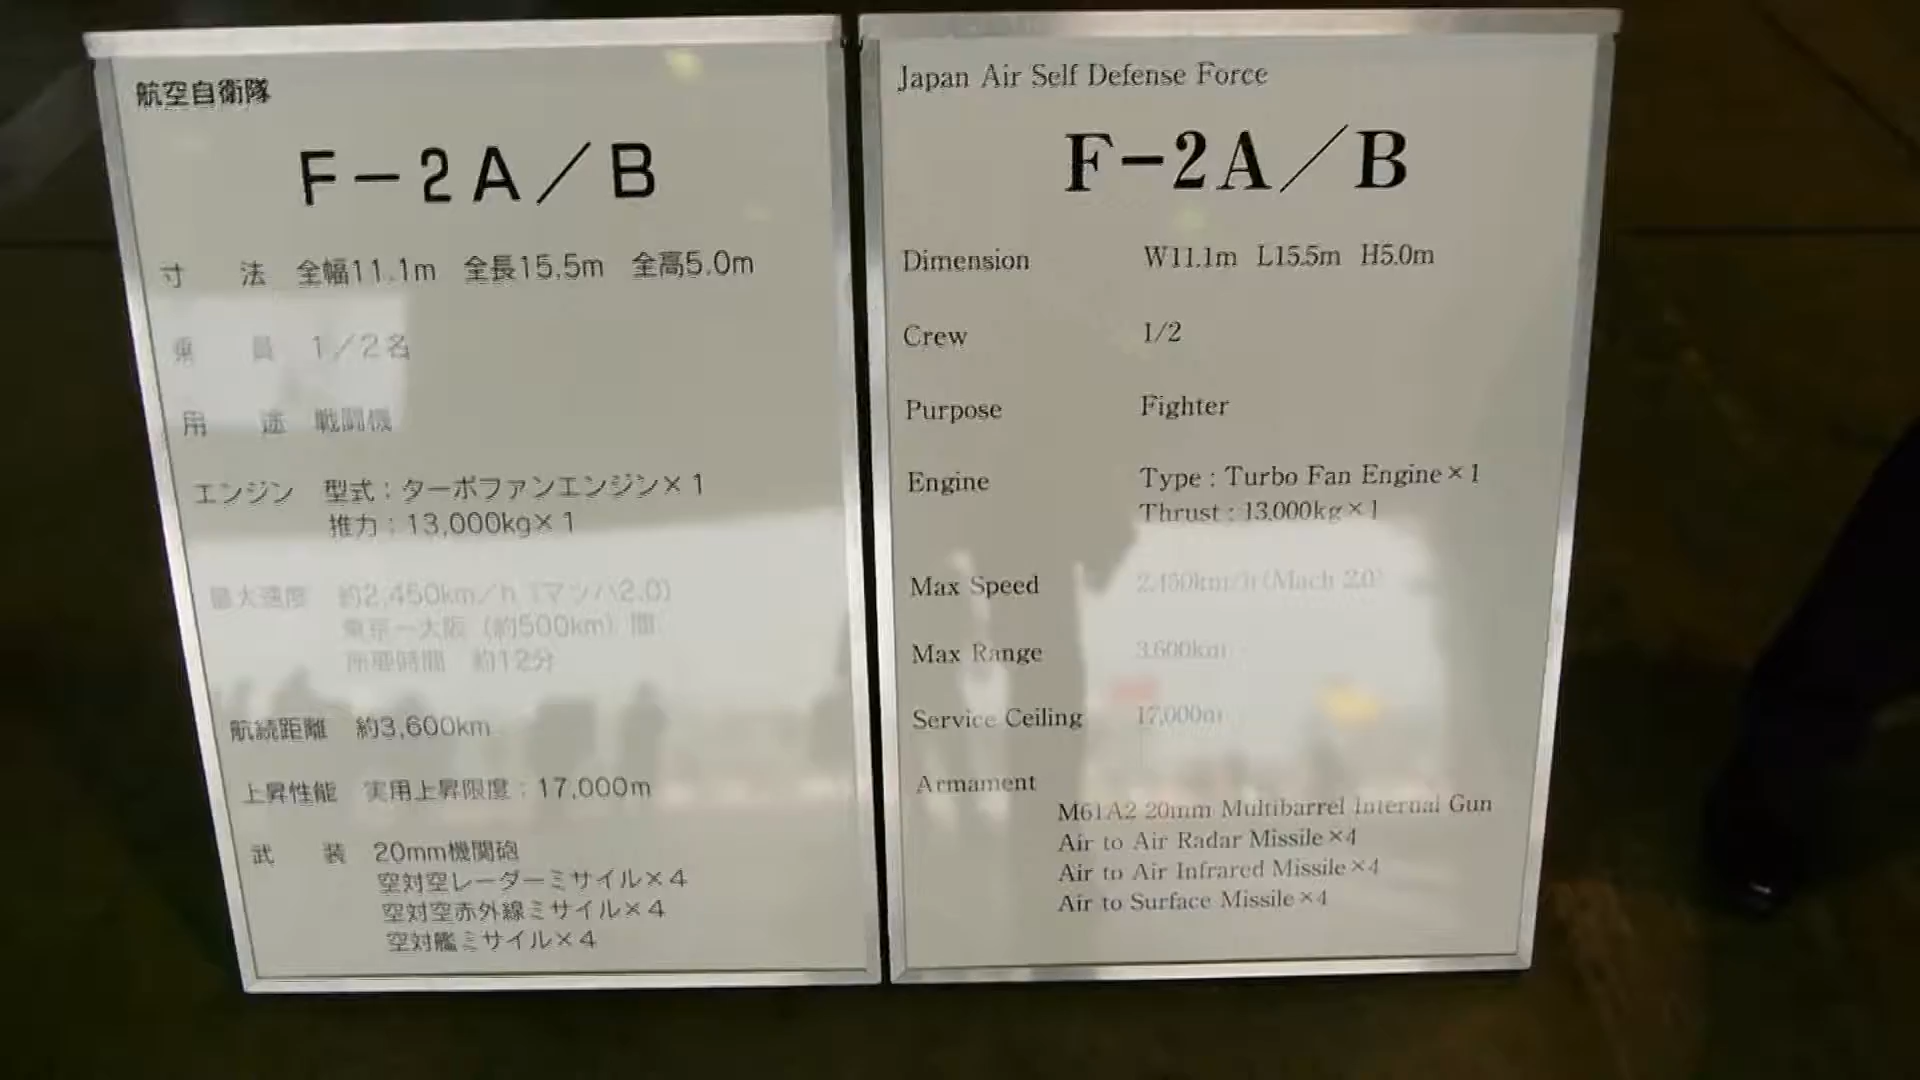 航空自衛隊
F-2A/B
寸 法 全幅11.1m 全長15.5m 全高5.0m
乗 員 1/2名
用 途 戦闘機
エンジン 型式:ターボファンエンジン×1
推力:13,000kg×1
最大速度 約2,450km/h(マッハ2.0)
東京ー大阪(約500km)間
所要時間 約12分
航続距離 約3,600km
上昇性能 実用上昇限度:17,000m
武 装 20mm機関砲
空対空レーダーミサイル×4
空対空赤外線ミサイル×4
空対艦ミサイル×4
Japan Air Self Defense Force
F-2A/B
Dimension W11.1m L15.5m H5.0m
Crew 1/2
Purpose Fighter
Engine Type : Turbo Fan Engine×1
Thrust : 13,000kg×1
Max Speed 2,450km/h (Mach 2.0)
Max Range 3,600km
Service Ceiling 17,000m
Armament
M61A2 20mm Multibarrel Internal Gun
Air to Air Radar Missile×4
Air to Air Infrared Missile×4
Air to Surface Missile×4